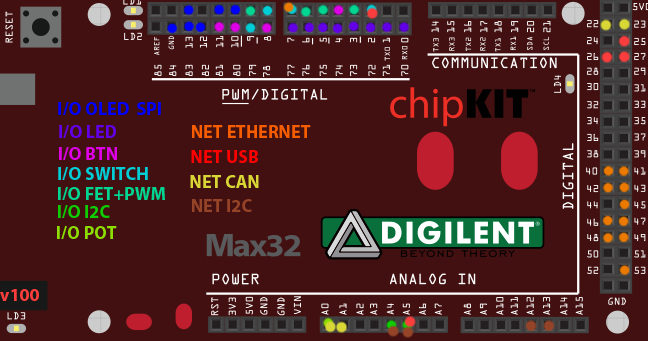 RESET
LD1
LD2
AREF
GND
13
12
11
10
9
8
7
6
5
4
3
2
1 TXO
0 RX0
85
84
83
82
81
80
79
78
77
76
75
74
73
72
71
70
TX3 14
RX3 15
TX2 16
RX2 17
TX1 18
RX1 19
SDA 20
SCL 21
5V0
22
23
25
26
27
28
29
30
31
32
33
34
35
36
37
38
39
40
41
42
43
44
45
46
47
48
49
50
51
52
53
GND
PWM/DIGITAL
COMMUNICATION
LD4
DIGITAL
chipKIT™
I/O OLED SPI
I/O LED
I/O BTN
I/O SWITCH
I/O FET+PWM
I/O I2C
I/O POT
NET ETHERNET
NET USB
NET CAN
NET I2C
Max32
DIGILENT®
BEYOND THEORY
v100
LD3
POWER
ANALOG IN
RST
3V3
5V0
GND
GND
VIN
A0
A1
A2
A3
A4
A5
A6
A7
A8
A9
A10
A11
A12
A13
A14
A15